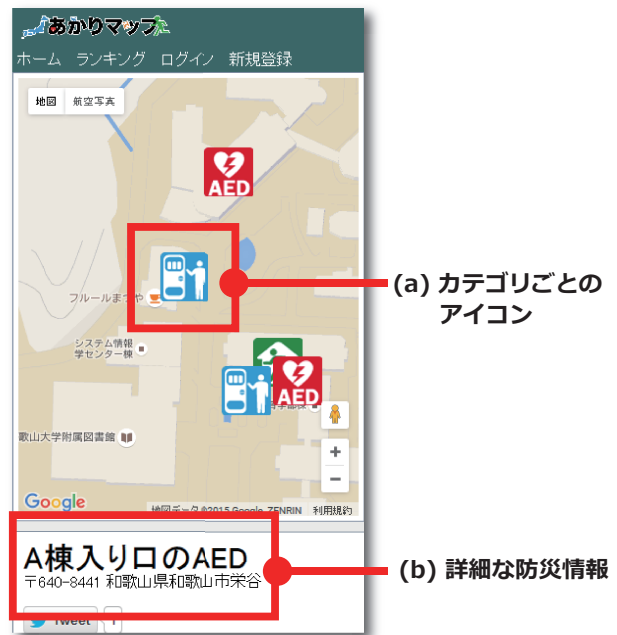 あかりマップ
ホーム ランキング ログイン 新規登録
地図 航空写真
AED
(a) カテゴリごとの
アイコン
フルールまつや
システム情報
学センター棟
AED
歌山大学附属図書館
+
−
Google
地図データ ©2015 Google, ZENRIN 利用規約
A棟入り口のAED
〒640-8441 和歌山県和歌山市栄谷
(b) 詳細な防災情報
Tweet 1